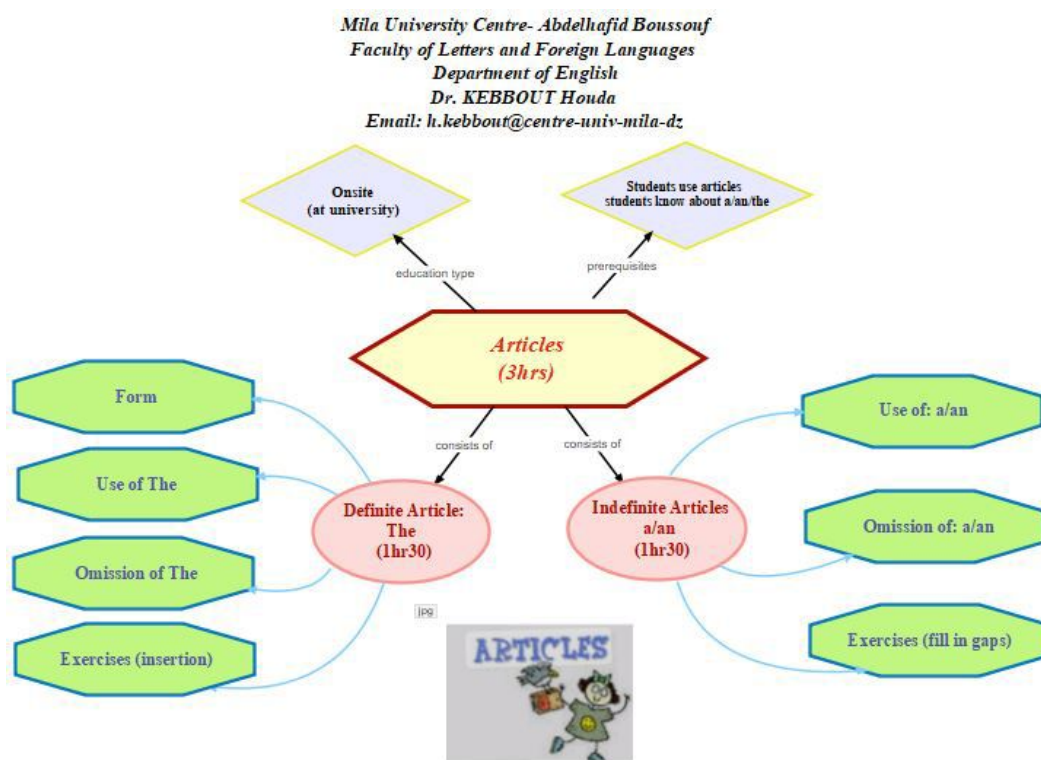 Mila University Centre- Abdelhafid Boussouf
Faculty of Letters and Foreign Languages
Department of English
Dr. KEBBOUT Houda
Email: h.kebbout@centre-univ-mila-dz
Onsite
(at university)
Students use articles
students know about a/an/the
education type
prerequisites
Articles
(3hrs)
consists of
consists of
Form
Use of The
Omission of The
Exercises (insertion)
Definite Article:
The
(1hr30)
Indefinite Articles
a/an
(1hr30)
Use of: a/an
Omission of: a/an
Exercises (fill in gaps)
jpg
ARTICLES